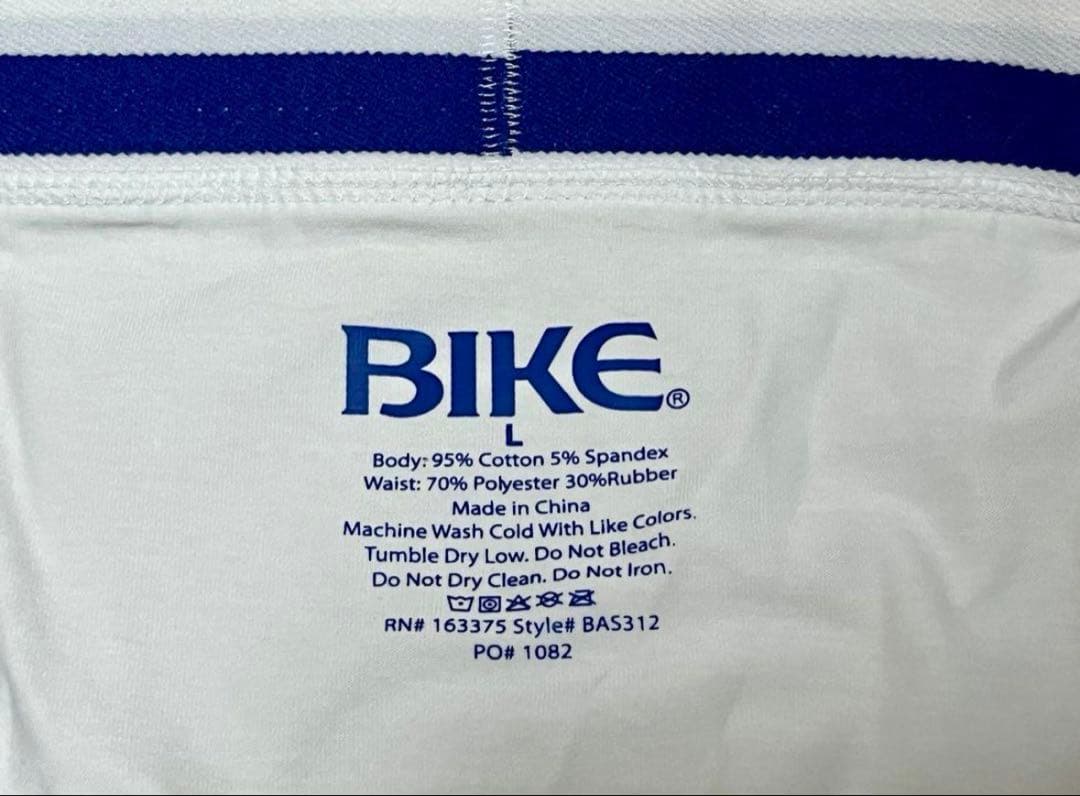 BIKE®
L
Body: 95% Cotton 5% Spandex
Waist: 70% Polyester 30%Rubber
Made in China
Machine Wash Cold With Like Colors.
Tumble Dry Low. Do Not Bleach.
Do Not Dry Clean. Do Not Iron.
RN# 163375 Style# BAS312
PO# 1082